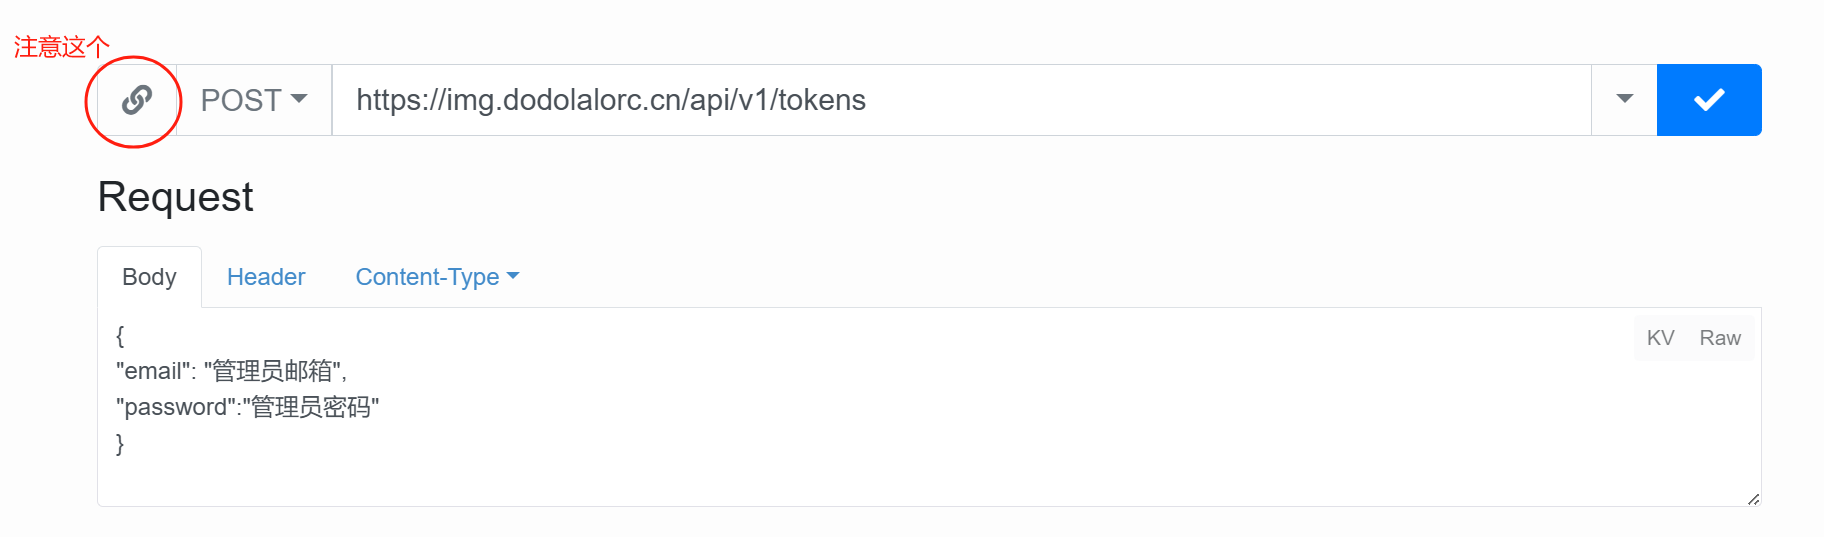 注意这个
POST
https://img.dodolalorc.cn/api/v1/tokens
Request
Body Header Content-Type
KV Raw
{
"email": "管理员邮箱",
"password":"管理员密码"
}